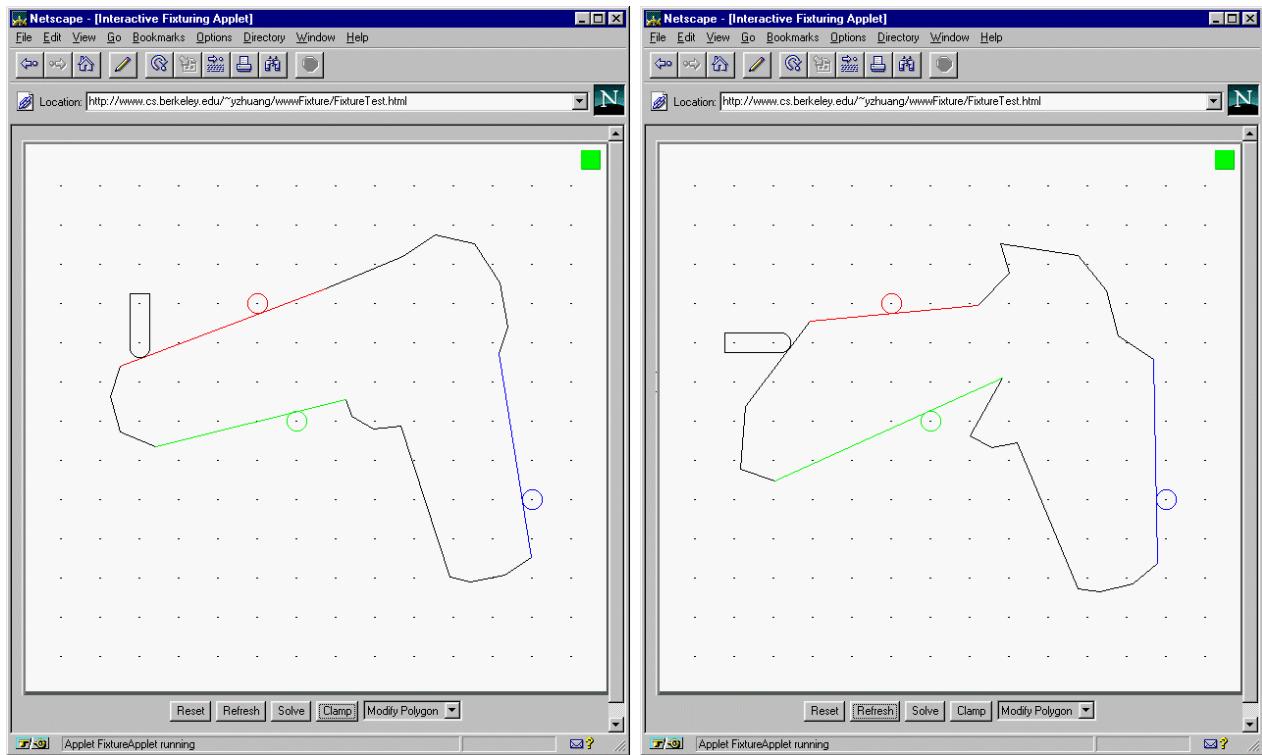 Netscape - [Interactive Fixturing Applet]
File Edit View Go Bookmarks Options Directory Window Help
Location: http://www.cs.berkeley.edu/~yzhuang/wwwFixture/FixtureTest.html
N
Reset Refresh Solve Clamp Modify Polygon
Applet FixtureApplet running
Netscape - [Interactive Fixturing Applet]
File Edit View Go Bookmarks Options Directory Window Help
Location: http://www.cs.berkeley.edu/~yzhuang/wwwFixture/FixtureTest.html
N
Reset Refresh Solve Clamp Modify Polygon
Applet FixtureApplet running